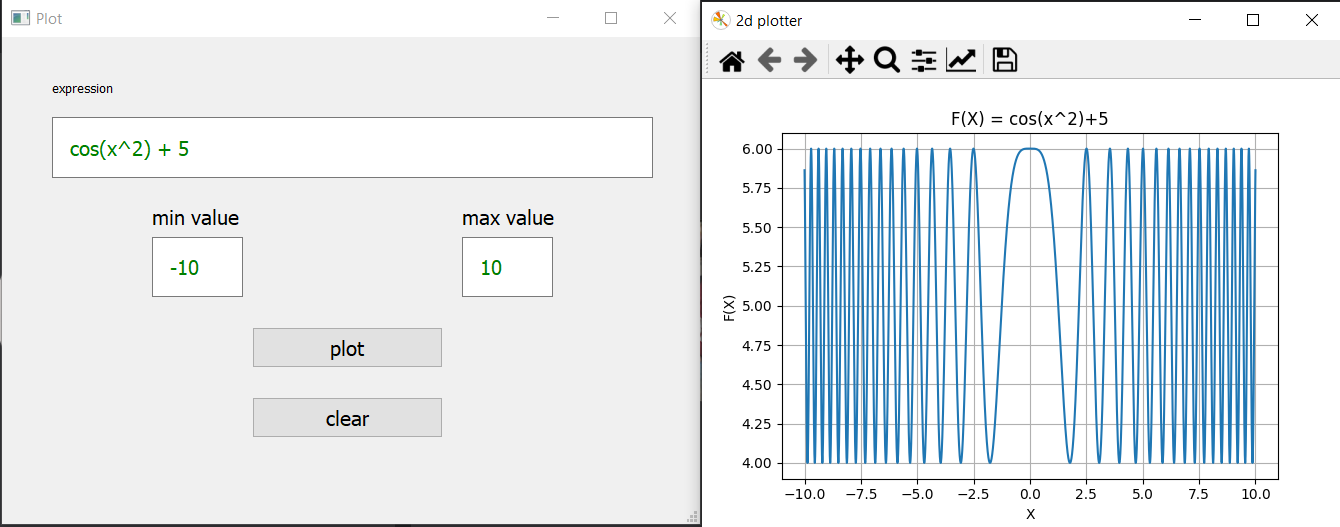 Plot
expression
cos(x^2) + 5
min value
max value
-10
10
plot
clear
2d plotter
F(X) = cos(x^2)+5
6.00
5.75
5.50
5.25
5.00
4.75
4.50
4.25
4.00
F(X)
−10.0 −7.5 −5.0 −2.5 0.0 2.5 5.0 7.5 10.0
X